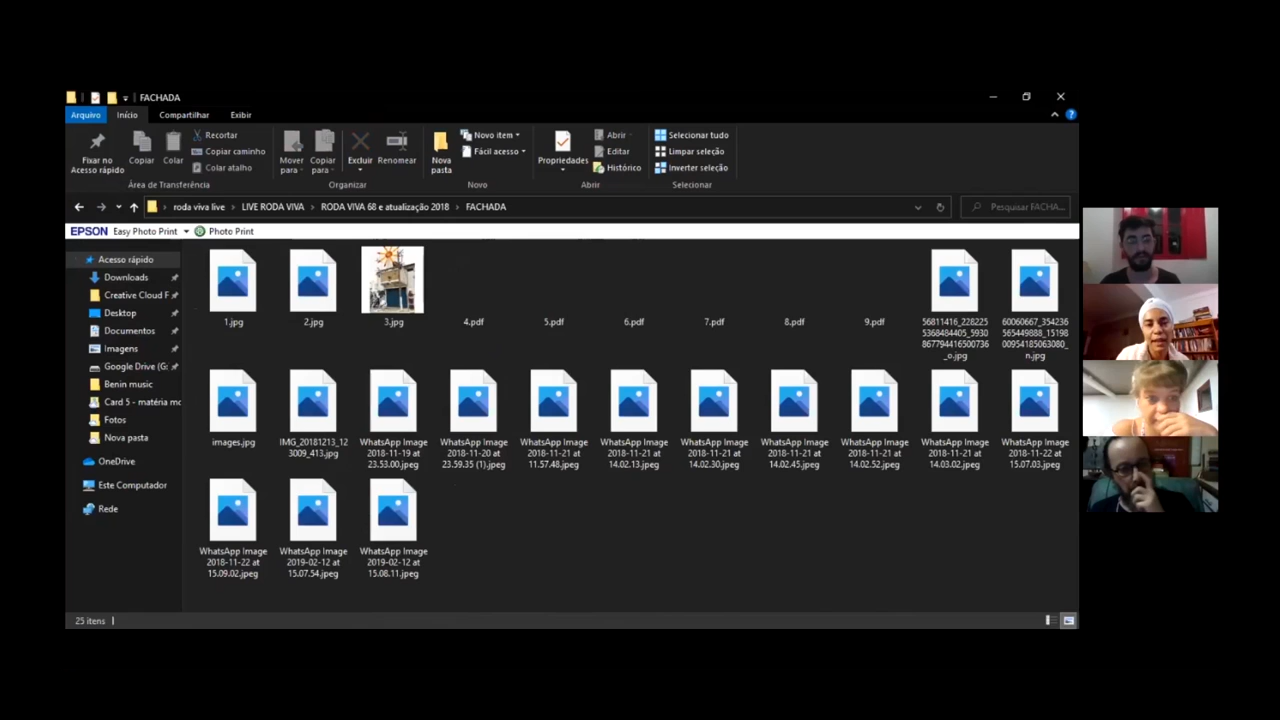 FACHADA
Arquivo Início Compartilhar Exibir
Fixar no
Acesso rápido
Copiar
Colar
Recortar
Copiar caminho
Colar atalho
Mover
para
Copiar
para
Excluir
Renomear
Nova
pasta
Novo item
Fácil acesso
Propriedades
Abrir
Editar
Histórico
Selecionar tudo
Limpar seleção
Inverter seleção
Área de Transferência Organizar Novo Abrir Selecionar
roda viva live > LIVE RODA VIVA > RODA VIVA 68 e atualização 2018 > FACHADA
Pesquisar FACHA...
EPSON Easy Photo Print Photo Print
Acesso rápido
Downloads
Creative Cloud F
Desktop
Documentos
Imagens
Google Drive (G:
Benin music
Card 5 - matéria mo
Fotos
Nova pasta
OneDrive
Este Computador
Rede
1.jpg
2.jpg
3.jpg
4.pdf
5.pdf
6.pdf
7.pdf
8.pdf
9.pdf
56811416_228225
5368484405_5930
867794416500736
_o.jpg
60060667_354236
565449888_15198
00954185063080_
n.jpg
images.jpg
IMG_20181213_12
3009_413.jpg
WhatsApp Image
2018-11-19 at
23.53.00.jpeg
WhatsApp Image
2018-11-20 at
23.59.35 (1).jpeg
WhatsApp Image
2018-11-21 at
11.57.48.jpeg
WhatsApp Image
2018-11-21 at
14.02.13.jpeg
WhatsApp Image
2018-11-21 at
14.02.30.jpeg
WhatsApp Image
2018-11-21 at
14.02.45.jpeg
WhatsApp Image
2018-11-21 at
14.02.52.jpeg
WhatsApp Image
2018-11-21 at
14.03.02.jpeg
WhatsApp Image
2018-11-22 at
15.07.03.jpeg
WhatsApp Image
2018-11-22 at
15.09.02.jpeg
WhatsApp Image
2019-02-12 at
15.07.54.jpeg
WhatsApp Image
2019-02-12 at
15.08.11.jpeg
25 itens